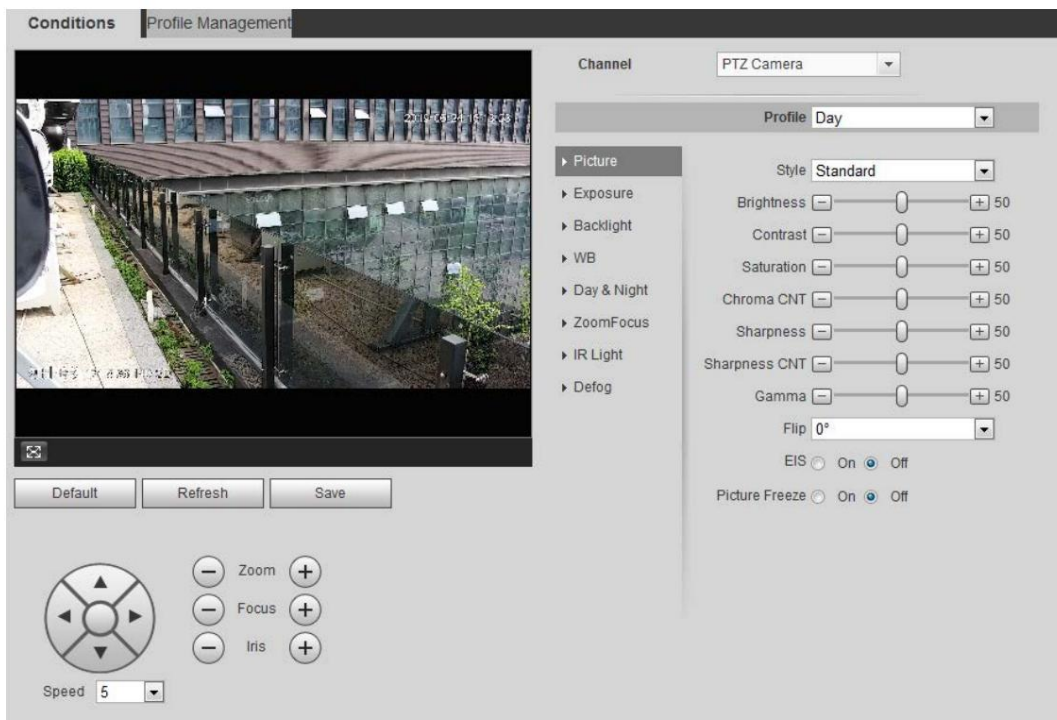 Conditions
Profile Management
Channel PTZ Camera
Profile Day
Picture
Exposure
Backlight
WB
Day & Night
ZoomFocus
IR Light
Defog
Style Standard
Brightness 50
Contrast 50
Saturation 50
Chroma CNT 50
Sharpness 50
Sharpness CNT 50
Gamma 50
Flip 0°
EIS On Off
Picture Freeze On Off
Default
Refresh
Save
Zoom
Focus
Iris
Speed 5